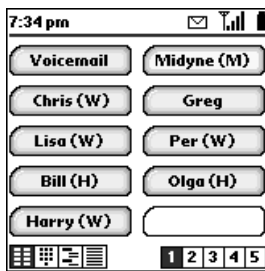 7:34 pm
Voicemail Midyne (M)
Chris (W) Greg
Lisa (W) Per (W)
Bill (H) Olga (H)
Harry (W)
1 2 3 4 5